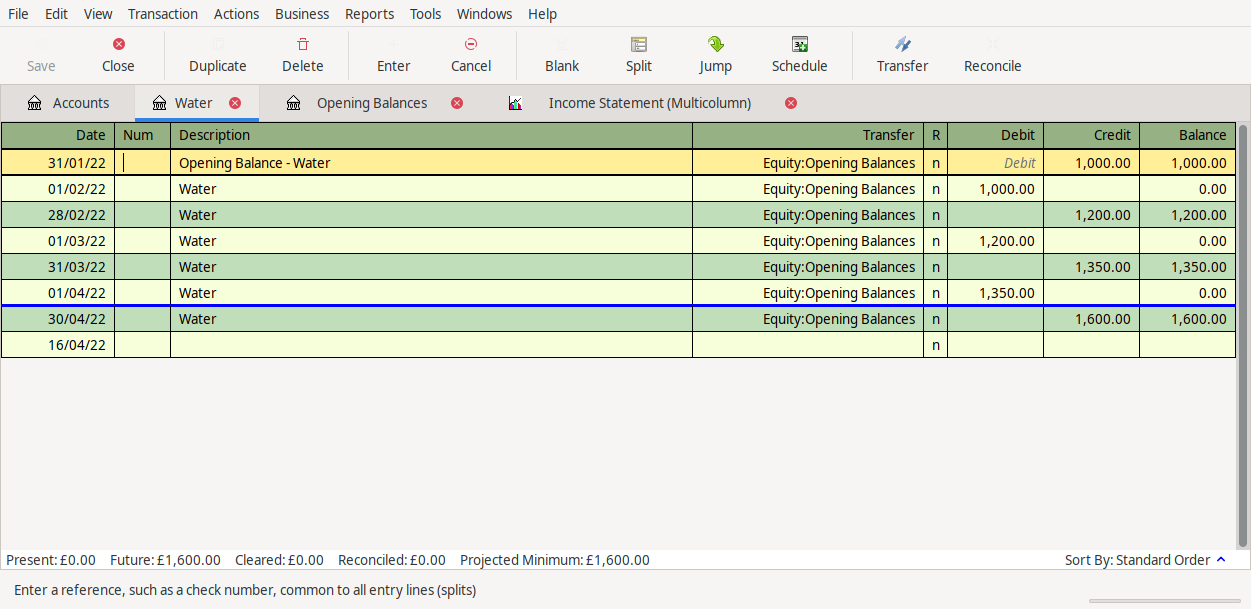 File Edit View Transaction Actions Business Reports Tools Windows Help
Save Close Duplicate Delete Enter Cancel Blank Split Jump Schedule Transfer Reconcile
Accounts Water Opening Balances Income Statement (Multicolumn)
Date Num Description Transfer R Debit Credit Balance
31/01/22 Opening Balance - Water Equity:Opening Balances n Debit 1,000.00 1,000.00
01/02/22 Water Equity:Opening Balances n 1,000.00 0.00
28/02/22 Water Equity:Opening Balances n 1,200.00 1,200.00
01/03/22 Water Equity:Opening Balances n 1,200.00 0.00
31/03/22 Water Equity:Opening Balances n 1,350.00 1,350.00
01/04/22 Water Equity:Opening Balances n 1,350.00 0.00
30/04/22 Water Equity:Opening Balances n 1,600.00 1,600.00
16/04/22 n
Present: £0.00 Future: £1,600.00 Cleared: £0.00 Reconciled: £0.00 Projected Minimum: £1,600.00 Sort By: Standard Order
Enter a reference, such as a check number, common to all entry lines (splits)